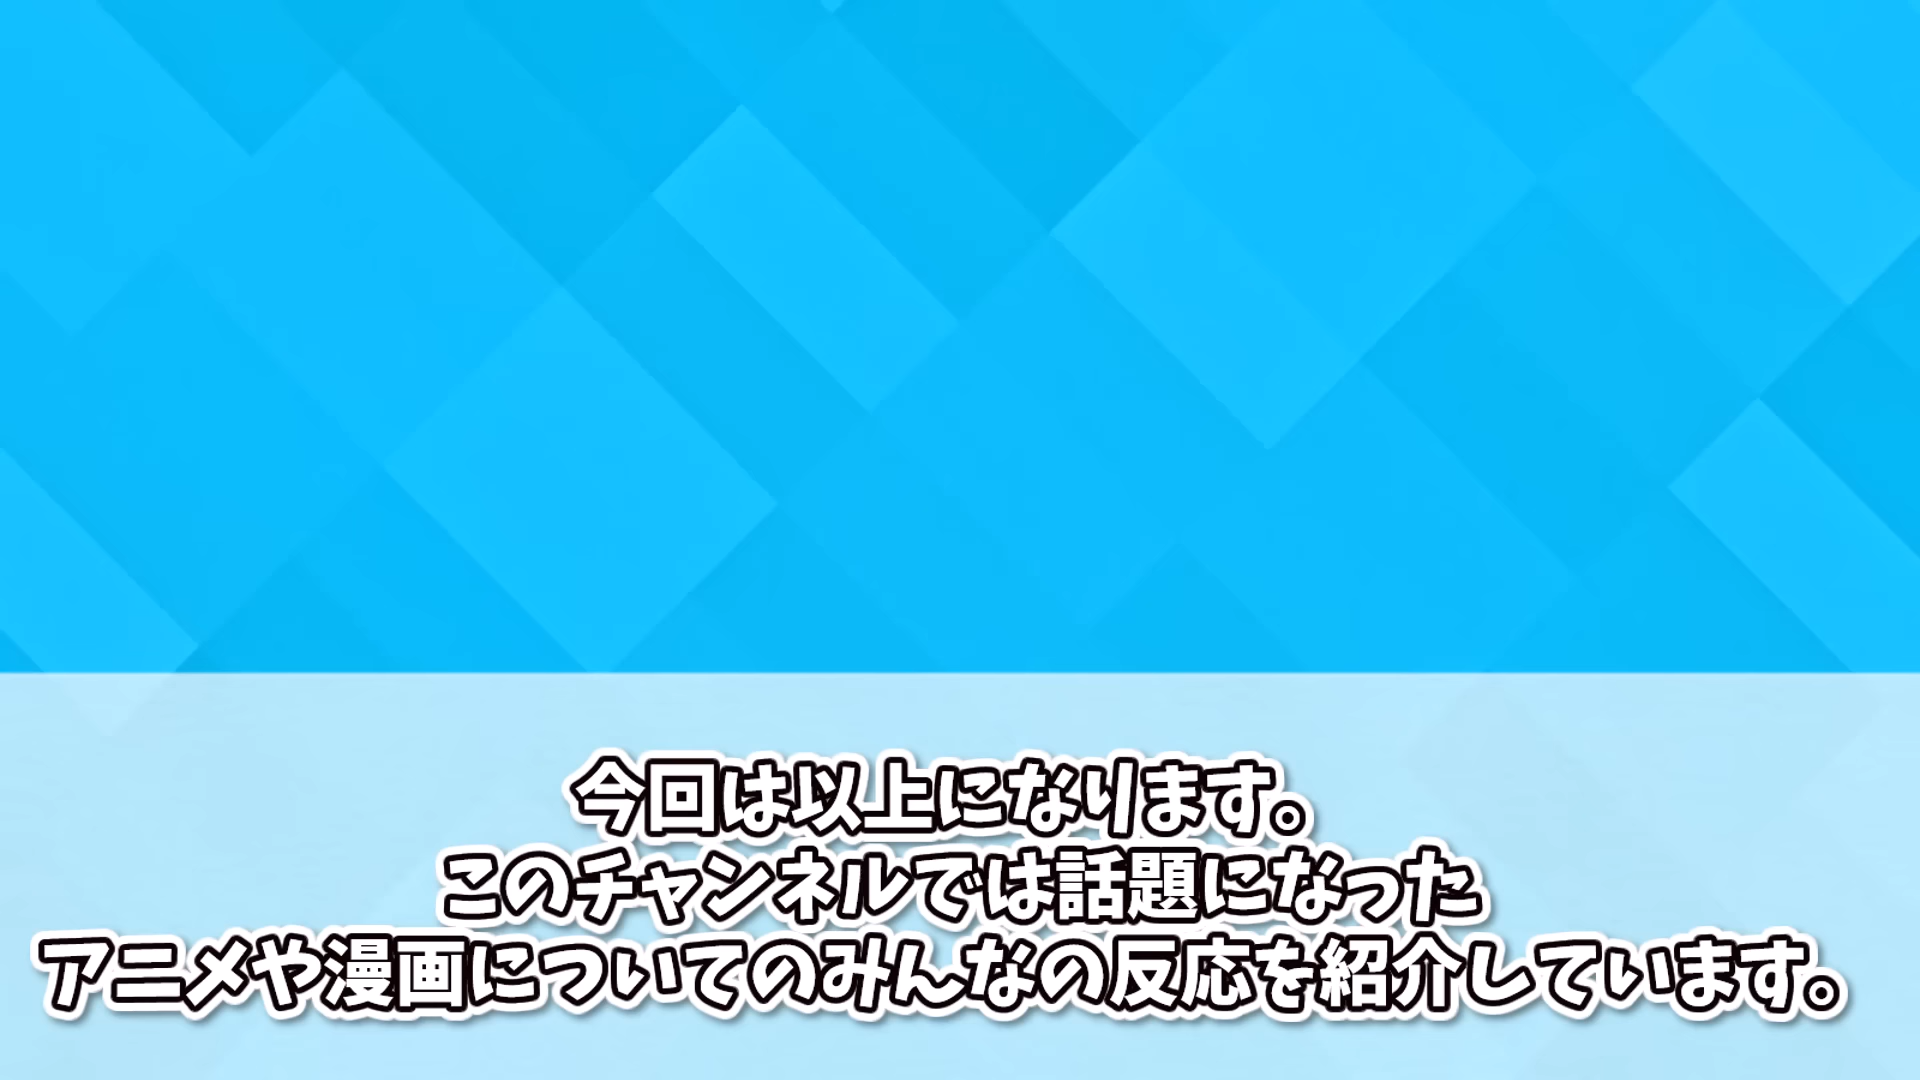 今回は以上になります。
このチャンネルでは話題になった
アニメや漫画についてのみんなの反応を紹介しています。